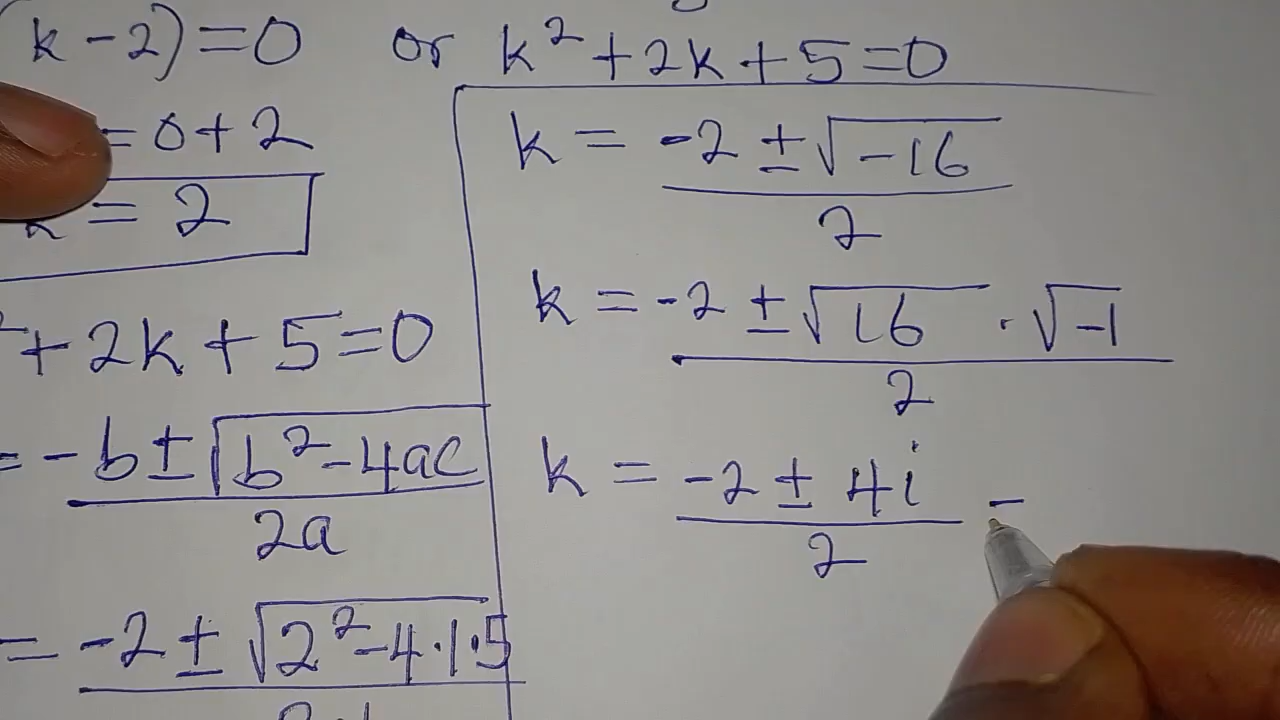 (k - 2) = 0 or k² + 2k + 5 = 0
= 0 + 2
k = 2
² + 2k + 5 = 0
= -b ± √(b² - 4ac) / 2a
= -2 ± √(2² - 4·1·5)
k = -2 ± √-16 / 2
k = -2 ± √16 · √-1 / 2
k = -2 ± 4i / 2 -